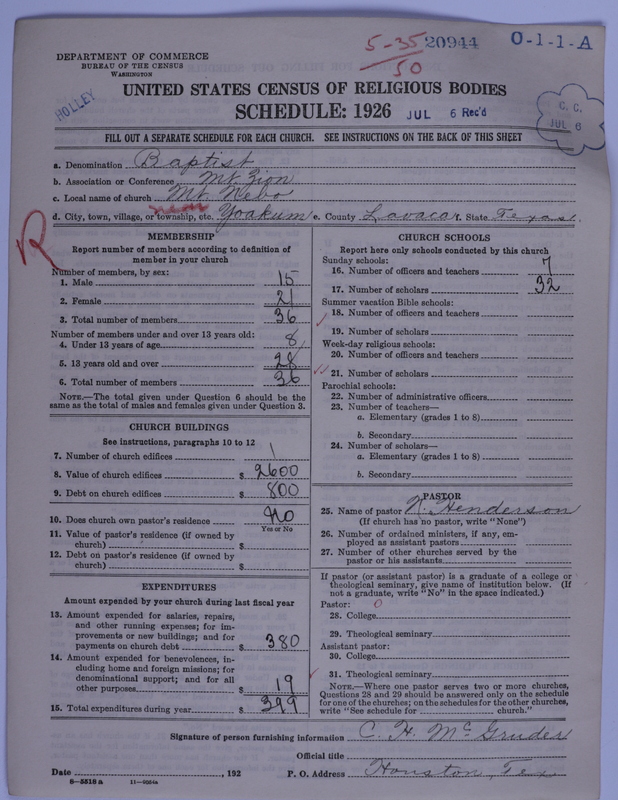 5-35 20944 0-1-1-A
50
DEPARTMENT OF COMMERCE
BUREAU OF THE CENSUS
WASHINGTON
HOLLEY
UNITED STATES CENSUS OF RELIGIOUS BODIES
SCHEDULE: 1926 JUL 6 Rec'd
C. C.
JUL 6
FILL OUT A SEPARATE SCHEDULE FOR EACH CHURCH. SEE INSTRUCTIONS ON THE BACK OF THIS SHEET
a. Denomination Baptist
b. Association or Conference Mt Zion
c. Local name of church Mt Nebo
near
d. City, town, village, or township, etc. Yoakum e. County Lavaca f. State Texas.
R
MEMBERSHIP
Report number of members according to definition of
member in your church
Number of members, by sex:
1. Male 15
2. Female 21
3. Total number of members 36
Number of members under and over 13 years old:
4. Under 13 years of age 8
5. 13 years old and over 28
6. Total number of members 36
NOTE.—The total given under Question 6 should be the
same as the total of males and females given under Question 3.
CHURCH BUILDINGS
See instructions, paragraphs 10 to 12
7. Number of church edifices 1
8. Value of church edifices $ 2600
9. Debt on church edifices $ 800
10. Does church own pastor's residence No
Yes or No
11. Value of pastor's residence (if owned by
church) $
12. Debt on pastor's residence (if owned by
church) $
EXPENDITURES
Amount expended by your church during last fiscal year
13. Amount expended for salaries, repairs,
and other running expenses; for im-
provements or new buildings; and for
payments on church debt $ 380
14. Amount expended for benevolences, in-
cluding home and foreign missions; for
denominational support; and for all
other purposes $ 19
15. Total expenditures during year $ 399
CHURCH SCHOOLS
Report here only schools conducted by this church
Sunday schools:
16. Number of officers and teachers 7
17. Number of scholars 32
Summer vacation Bible schools:
18. Number of officers and teachers
19. Number of scholars
Week-day religious schools:
20. Number of officers and teachers
21. Number of scholars
Parochial schools:
22. Number of administrative officers
23. Number of teachers—
a. Elementary (grades 1 to 8)
b. Secondary
24. Number of scholars—
a. Elementary (grades 1 to 8)
b. Secondary
PASTOR
25. Name of pastor N. Henderson
(If church has no pastor, write "None")
26. Number of ordained ministers, if any, em-
ployed as assistant pastors
27. Number of other churches served by the
pastor or his assistants
If pastor (or assistant pastor) is a graduate of a college or
theological seminary, give name of institution below. (If
not a graduate, write "No" in the space indicated.)
Pastor: 0
28. College
29. Theological seminary
Assistant pastor:
30. College
31. Theological seminary
NOTE.—Where one pastor serves two or more churches,
Questions 28 and 29 should be answered only on the schedule
for one of the churches; on the schedules for the other churches,
write "See schedule for church."
Signature of person furnishing information C. H. McGruder
Official title
Date , 192 P. O. Address Houston, Tex
8—5518 a 11—9054a